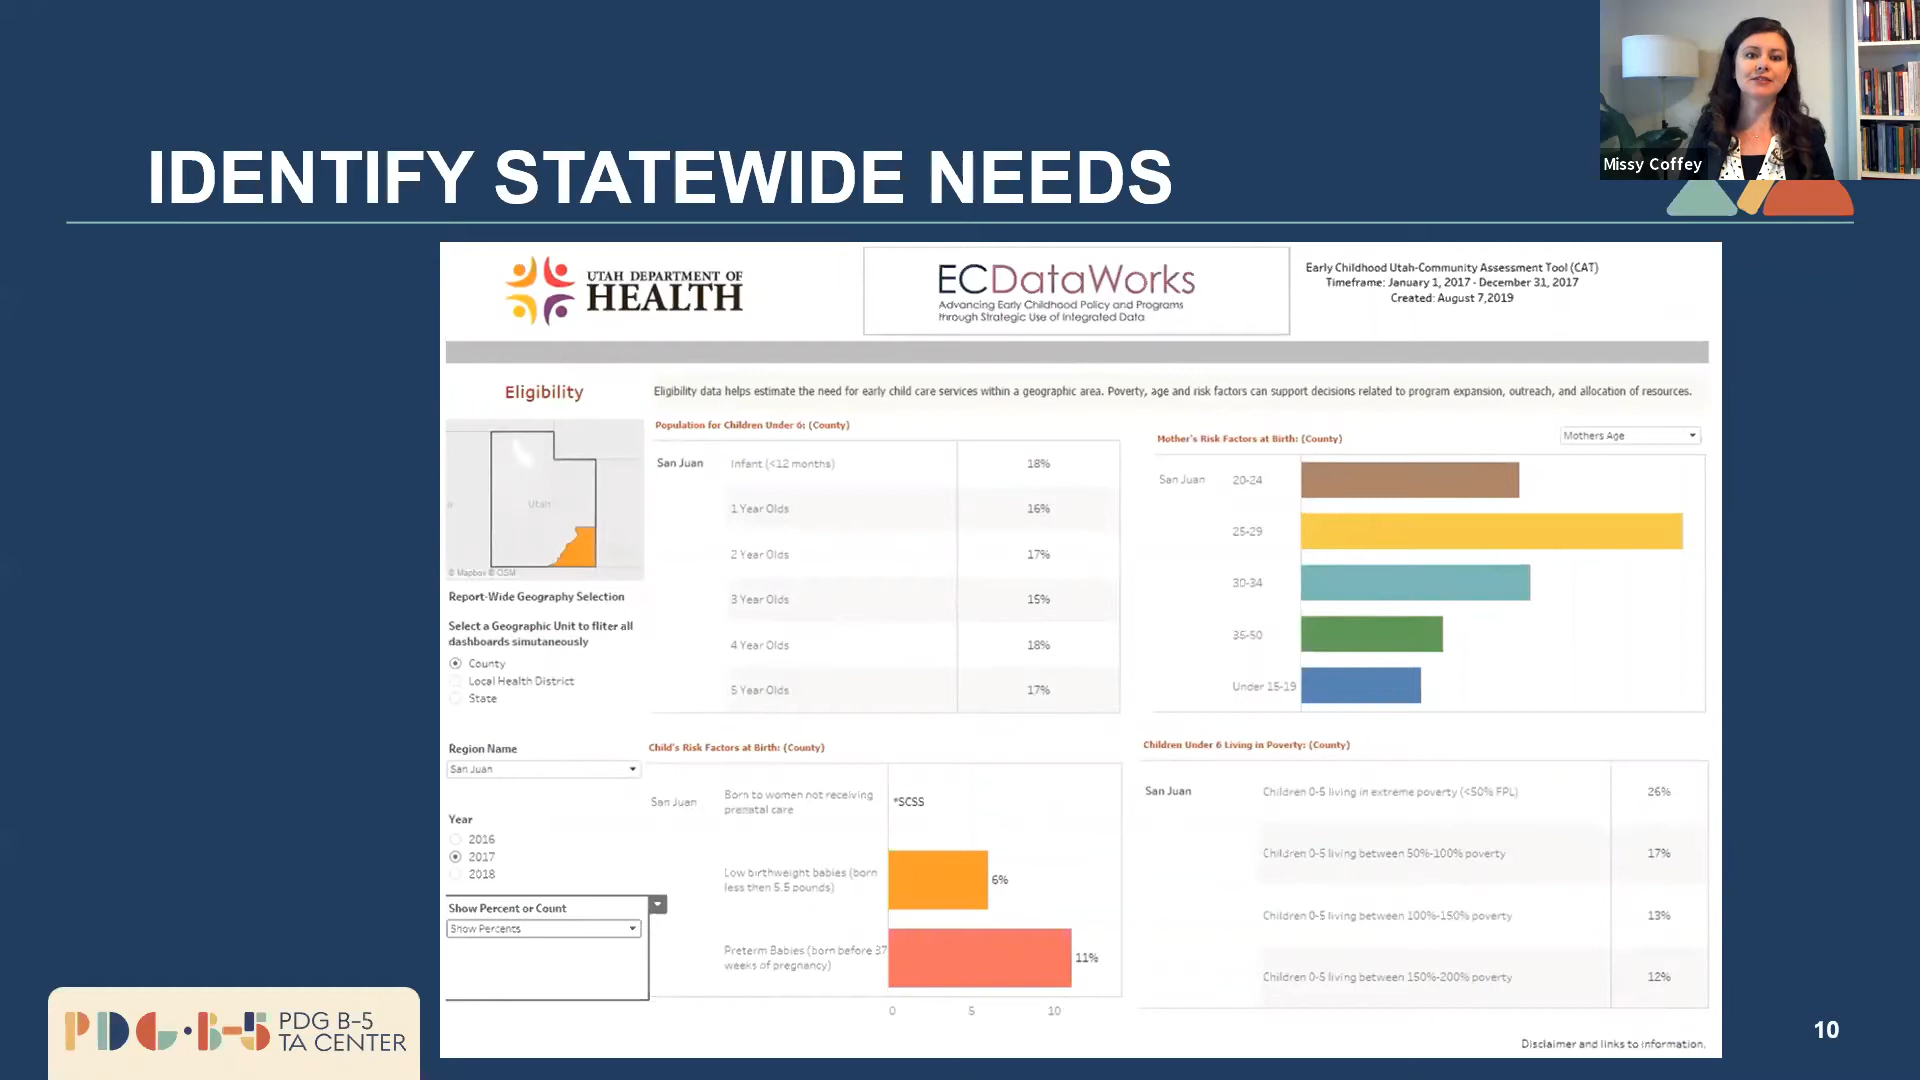 Missy Coffey
IDENTIFY STATEWIDE NEEDS
UTAH DEPARTMENT OF
HEALTH
ECDataWorks
Advancing Early Childhood Policy and Programs
through Strategic Use of Integrated Data
Early Childhood Utah-Community Assessment Tool (CAT)
Timeframe: January 1, 2017 - December 31, 2017
Created: August 7,2019
Eligibility
Eligibility data helps estimate the need for early child care services within a geographic area. Poverty, age and risk factors can support decisions related to program expansion, outreach, and allocation of resources.
Utah
© Mapbox © OSM
Report-Wide Geography Selection
Select a Geographic Unit to fliter all
dashboards simutaneously
County
Local Health District
State
Region Name
San Juan
Year
2016
2017
2018
Show Percent or Count
Show Percents
Population for Children Under 6: (County)
San Juan Infant (<12 months) 18%
1 Year Olds 16%
2 Year Olds 17%
3 Year Olds 15%
4 Year Olds 18%
5 Year Olds 17%
Mother's Risk Factors at Birth: (County)
Mothers Age
San Juan 20-24
25-29
30-34
35-50
Under 15-19
Child's Risk Factors at Birth: (County)
San Juan Born to women not receiving
prenatal care *SCSS
Low birthweight babies (born
less then 5.5 pounds) 6%
Preterm Babies (born before 37
weeks of pregnancy) 11%
0 5 10
Children Under 6 Living in Poverty: (County)
San Juan Children 0-5 living in extreme poverty (<50% FPL) 26%
Children 0-5 living between 50%-100% poverty 17%
Children 0-5 living between 100%-150% poverty 13%
Children 0-5 living between 150%-200% poverty 12%
Disclaimer and links to information.
PDG·B-5
PDG B-5
TA CENTER
10